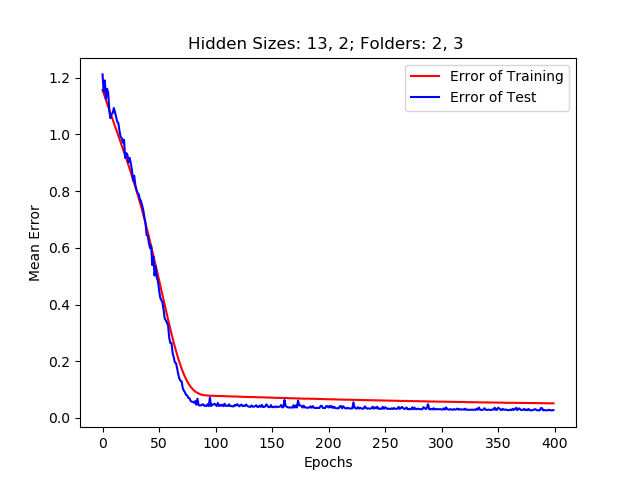 Hidden Sizes: 13, 2; Folders: 2, 3
Error of Training
Error of Test
Mean Error
1.2
1.0
0.8
0.6
0.4
0.2
0.0
0 50 100 150 200 250 300 350 400
Epochs